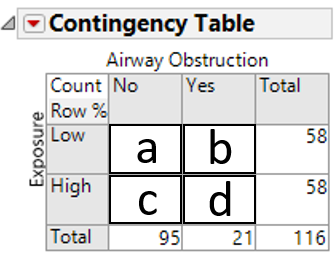 Contingency Table
Airway Obstruction
Exposure
Count No Yes Total
Row %
Low a b 58
High c d 58
Total 95 21 116